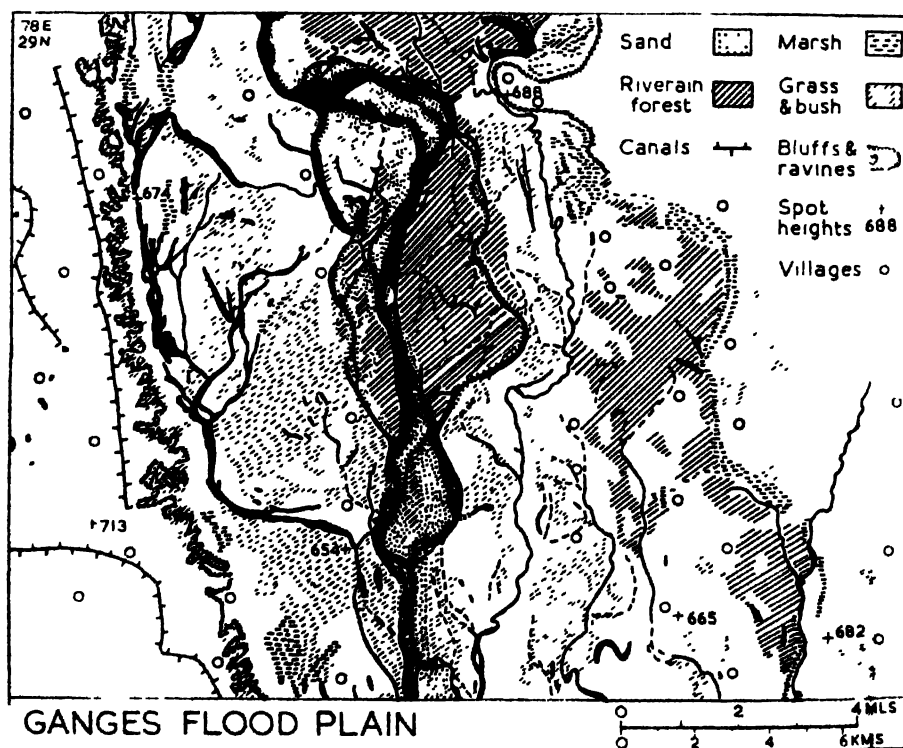 78 E
29 N
Sand
Marsh
Riverain forest
Grass & bush
Canals
Bluffs & ravines
Spot heights 688
Villages
688
674
713
654
665
682
GANGES FLOOD PLAIN
0 2 4 MLS
0 2 4 6 KMS